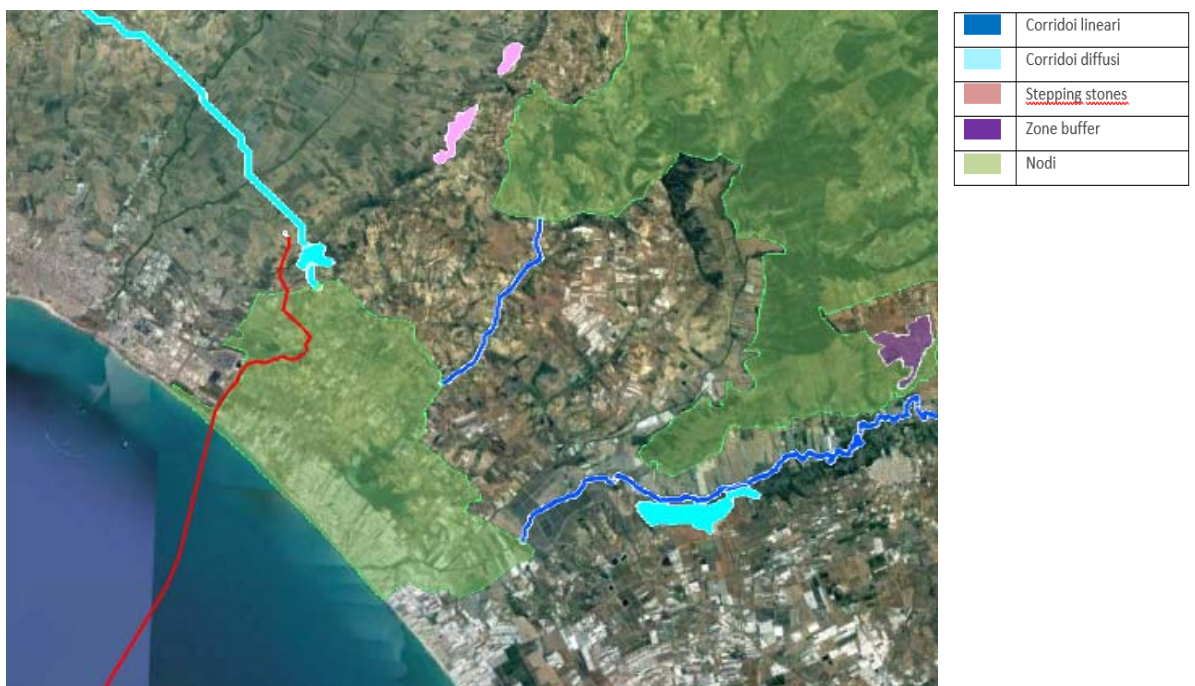 Corridoi lineari
Corridoi diffusi
Stepping stones
Zone buffer
Nodi